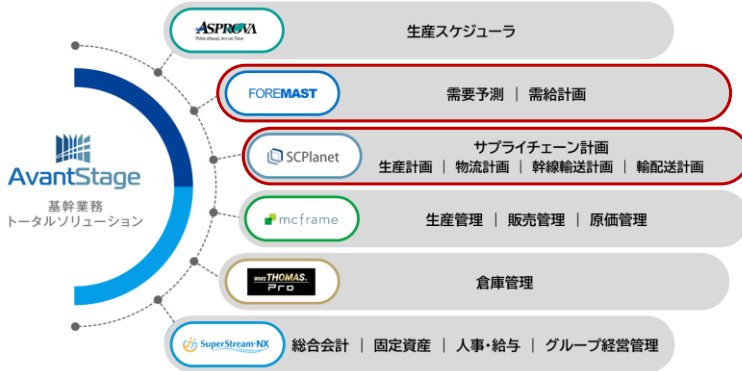 ASPROVA
Think Ahead, Act on Time
生産スケジューラ
FOREMAST
需要予測 | 需給計画
SCPlanet
サプライチェーン計画
生産計画 | 物流計画 | 幹線輸送計画 | 輸配送計画
AvantStage
基幹業務
トータルソリューション
mcframe
生産管理 | 販売管理 | 原価管理
WMS THOMAS.
Pro
倉庫管理
SuperStream-NX
総合会計 | 固定資産 | 人事・給与 | グループ経営管理